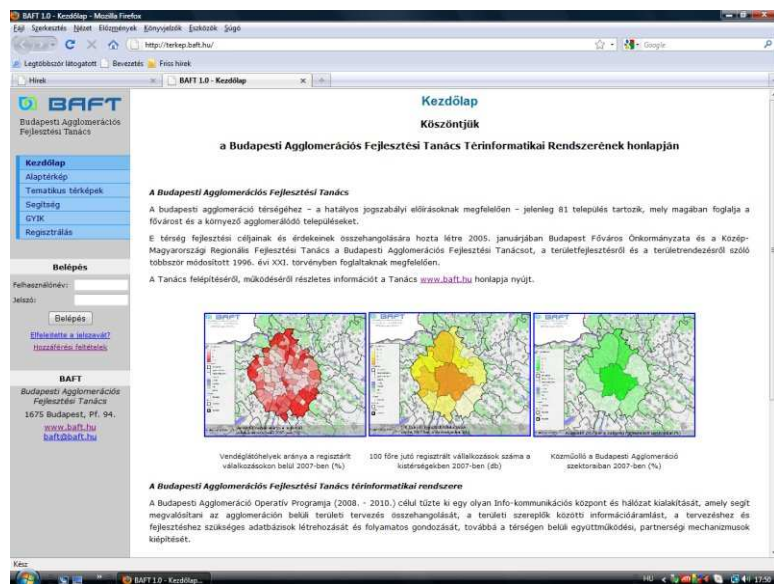 BAFT 1.0 - Kezdőlap - Mozilla Firefox
Fájl Szerkesztés Nézet Előzmények Könyvjelzők Eszközök Súgó
http://terkep.baft.hu/
Google
Legtöbbször látogatott Bevezetés Friss hírek
Hírek
BAFT 1.0 - Kezdőlap
BAFT
Budapesti Agglomerációs
Fejlesztési Tanács
Kezdőlap
Alaptérkép
Tematikus térképek
Segítség
GYIK
Regisztrálás
Belépés
Felhasználónév:
Jelszó:
Belépés
Elfeledette a jelszavát?
Hozzáférési feltételek
BAFT
Budapesti Agglomerációs
Fejlesztési Tanács
1675 Budapest, Pf. 94.
www.baft.hu
baft@baft.hu
Kezdőlap
Köszöntjük
a Budapesti Agglomerációs Fejlesztési Tanács Térinformatikai Rendszerének honlapján
A Budapesti Agglomerációs Fejlesztési Tanács
A budapesti agglomeráció térségéhez – a hatályos jogszabályi előírásoknak megfelelően – jelenleg 81 település tartozik, mely magában foglalja a
fővárost és a környező agglomerálódó településeket.
E térség fejlesztési céljainak és érdekeinek összehangolására hozta létre 2005. januárjában Budapest Főváros Önkormányzata és a Közép-
Magyarországi Regionális Fejlesztési Tanács a Budapesti Agglomerációs Fejlesztési Tanácsot, a területfejlesztésről és a területrendezésről szóló
többször módosított 1996. évi XXI. törvényben foglaltaknak megfelelően.
A Tanács felépítéséről, működéséről részletes információt a Tanács www.baft.hu honlapja nyújt.
BAFT
BAFT
BAFT
Vendéglátóhelyek aránya a regisztárlt
vállalkozásokon belül 2007-ben (%)
100 főre jutó regisztrált vállalkozások száma a
kistérségekben 2007-ben (db)
Közműolló a Budapesti Agglomeráció
szektoraiban 2007-ben (%)
A Budapesti Agglomerációs Fejlesztési Tanács térinformatikai rendszere
A Budapesti Agglomeráció Operatív Programja (2008. - 2010.) célul tűzte ki egy olyan Info-kommunikációs központ és hálózat kialakítását, amely segít
megvalósítani az agglomeráción belüli területi tervezés összehangolását, a területi szereplők közötti információáramlást, a tervezéshez és
fejlesztéshez szükséges adatbázisok létrehozását és folyamatos gondozását, továbbá a térségen belüli együttműködési, partnerségi mechanizmusok
kiépítését.
Kész
BAFT 1.0 - Kezdőlap...
HU
17:50